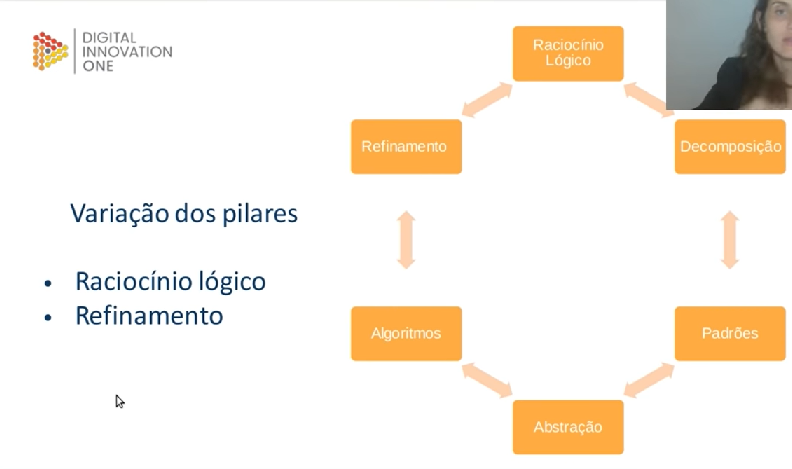 DIGITAL
INNOVATION
ONE
Variação dos pilares
• Raciocínio lógico
• Refinamento
Raciocínio
Lógico
Refinamento
Decomposição
Algoritmos
Padrões
Abstração